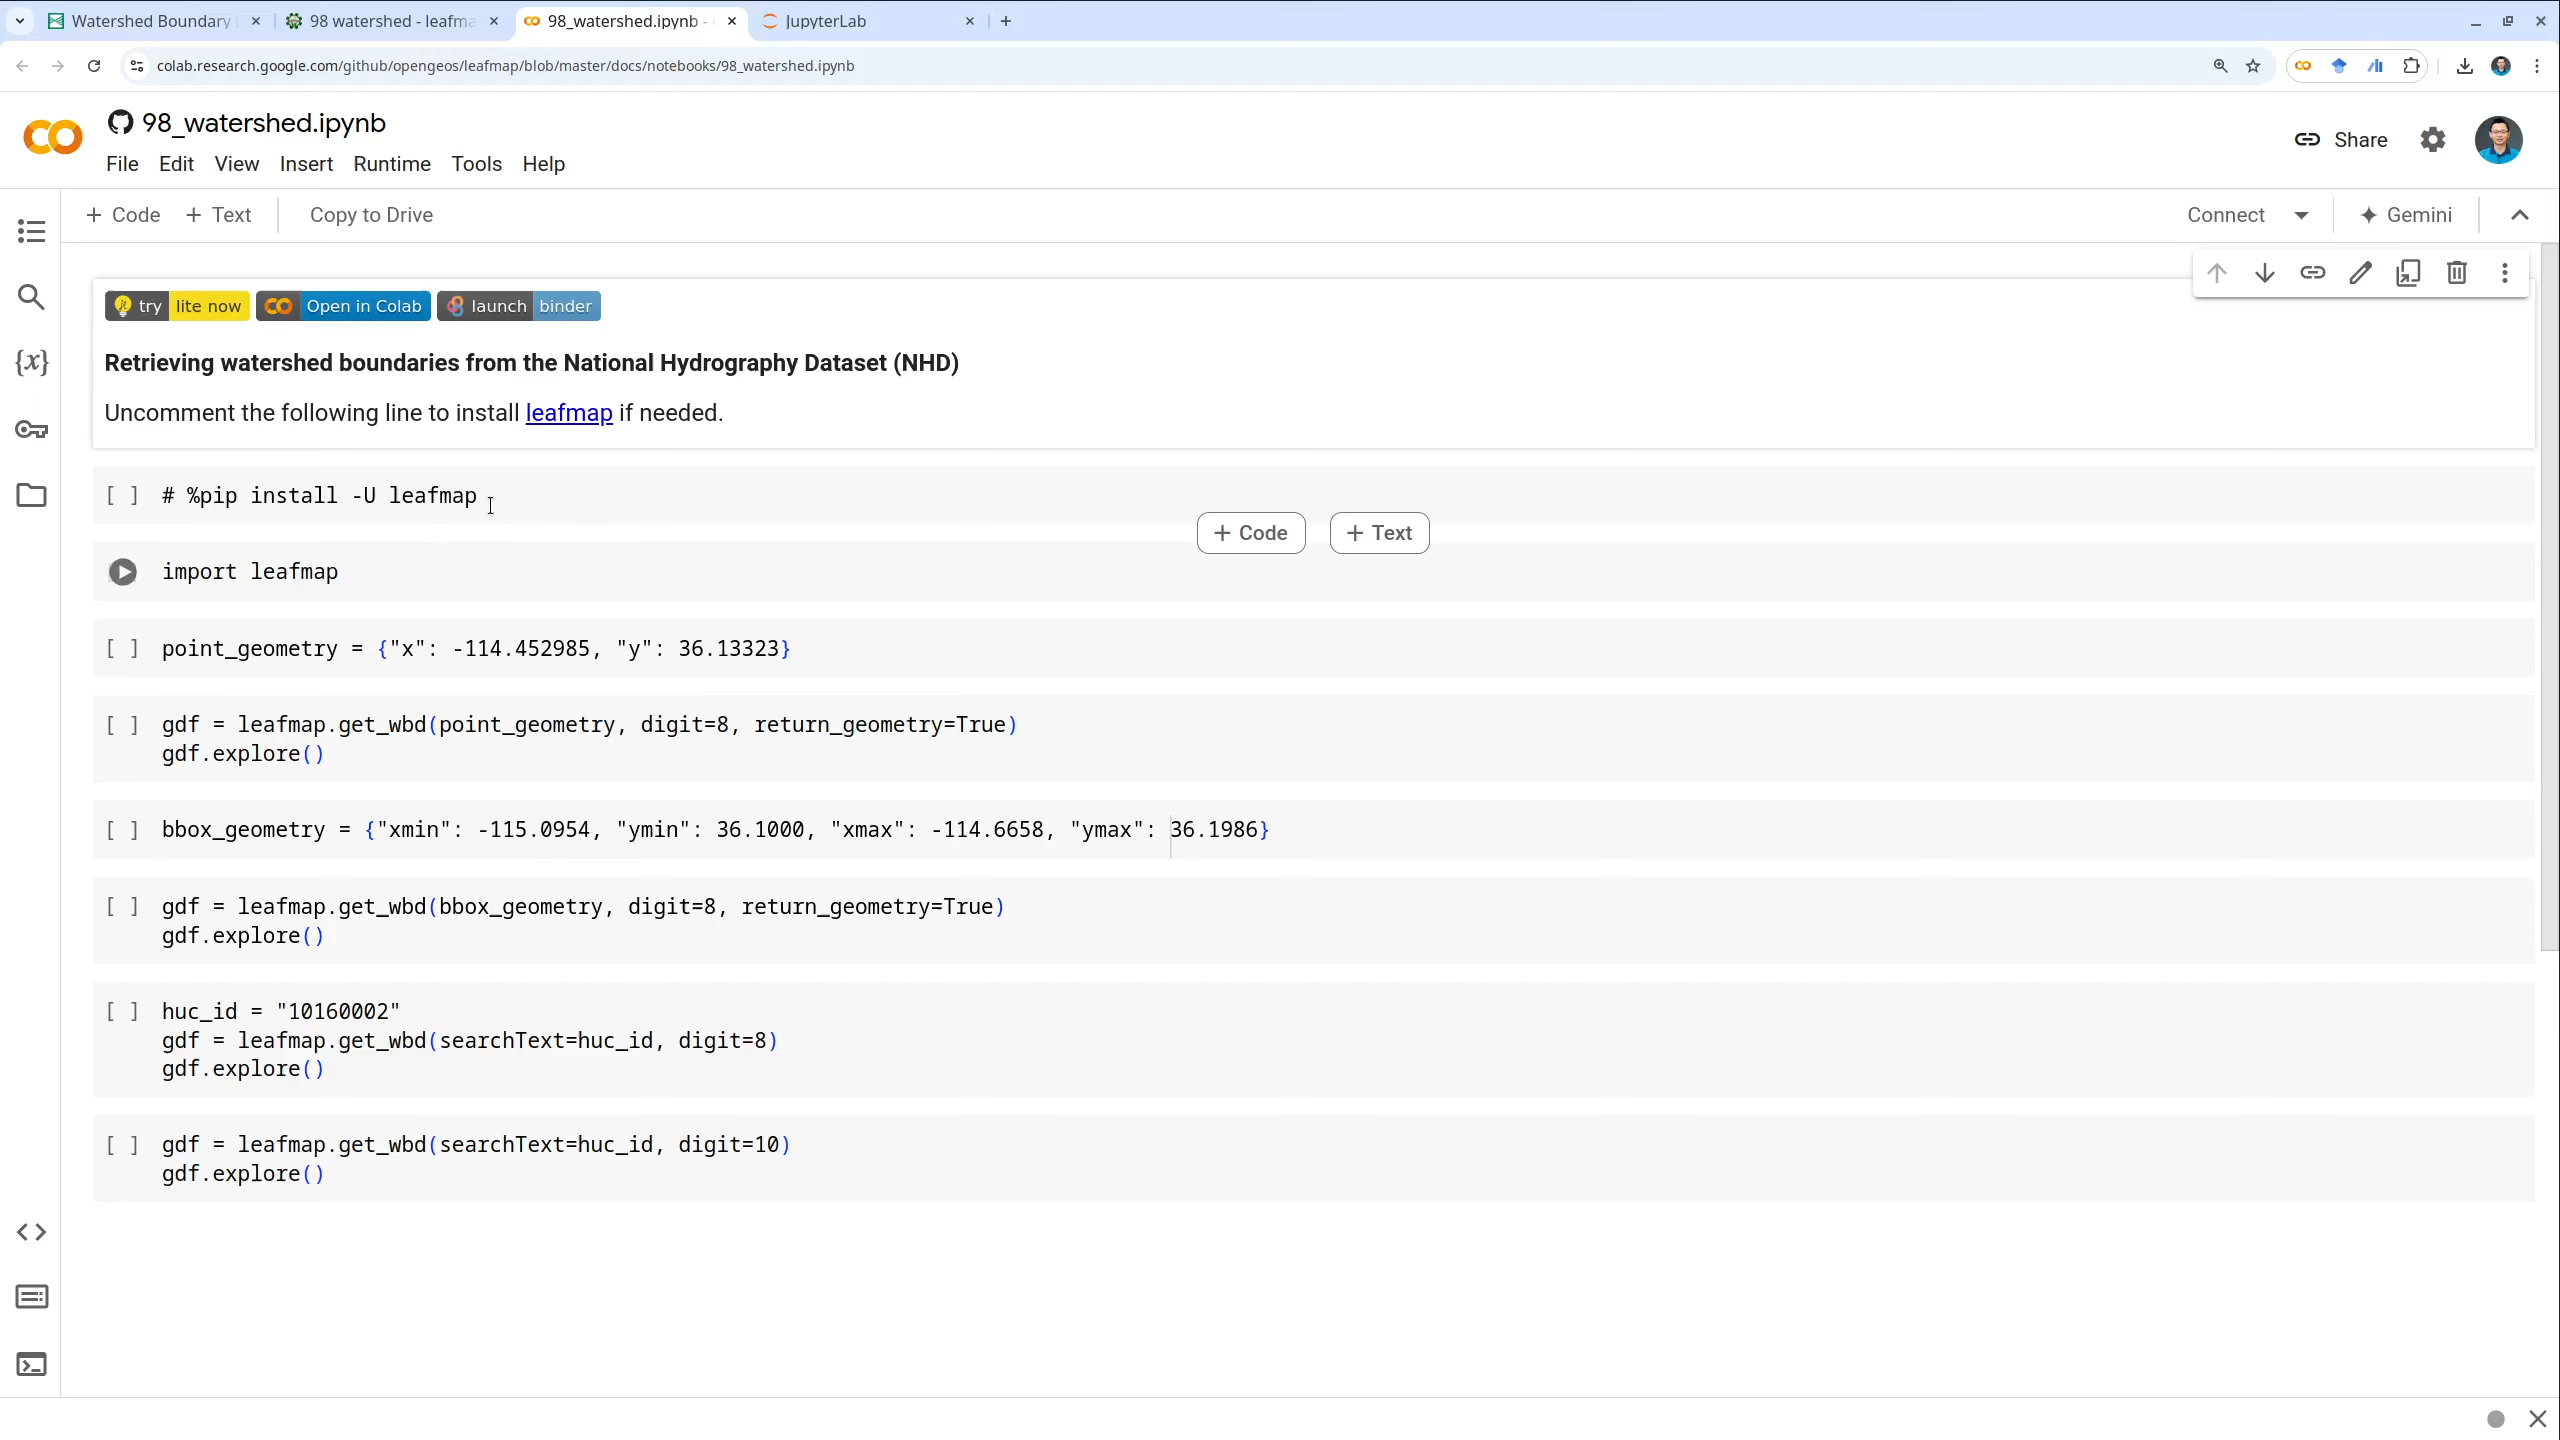 Watershed Boundary
98 watershed - leafma
98_watershed.ipynb -
JupyterLab
colab.research.google.com/github/opengeos/leafmap/blob/master/docs/notebooks/98_watershed.ipynb
98_watershed.ipynb
Share
File Edit View Insert Runtime Tools Help
+ Code + Text Copy to Drive
Connect
Gemini
try lite now Open in Colab launch binder
Retrieving watershed boundaries from the National Hydrography Dataset (NHD)
Uncomment the following line to install leafmap if needed.
[ ] # %pip install -U leafmap
+ Code + Text
import leafmap
[ ] point_geometry = {"x": -114.452985, "y": 36.13323}
[ ] gdf = leafmap.get_wbd(point_geometry, digit=8, return_geometry=True)
gdf.explore()
[ ] bbox_geometry = {"xmin": -115.0954, "ymin": 36.1000, "xmax": -114.6658, "ymax": 36.1986}
[ ] gdf = leafmap.get_wbd(bbox_geometry, digit=8, return_geometry=True)
gdf.explore()
[ ] huc_id = "10160002"
gdf = leafmap.get_wbd(searchText=huc_id, digit=8)
gdf.explore()
[ ] gdf = leafmap.get_wbd(searchText=huc_id, digit=10)
gdf.explore()